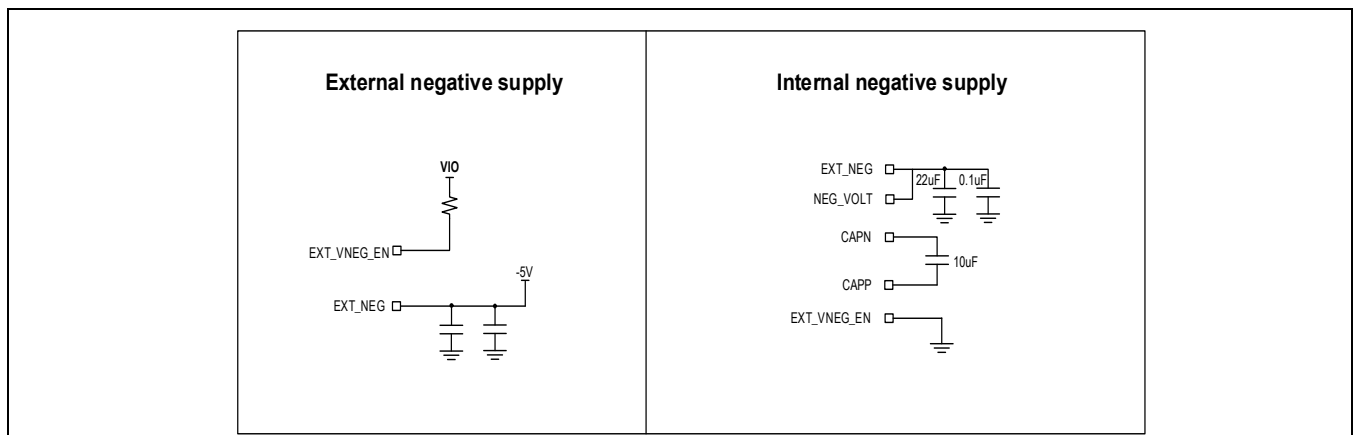 External negative supply
VIO
EXT_VNEG_EN
-5V
EXT_NEG
Internal negative supply
EXT_NEG
22uF 0.1uF
NEG_VOLT
CAPN
10uF
CAPP
EXT_VNEG_EN